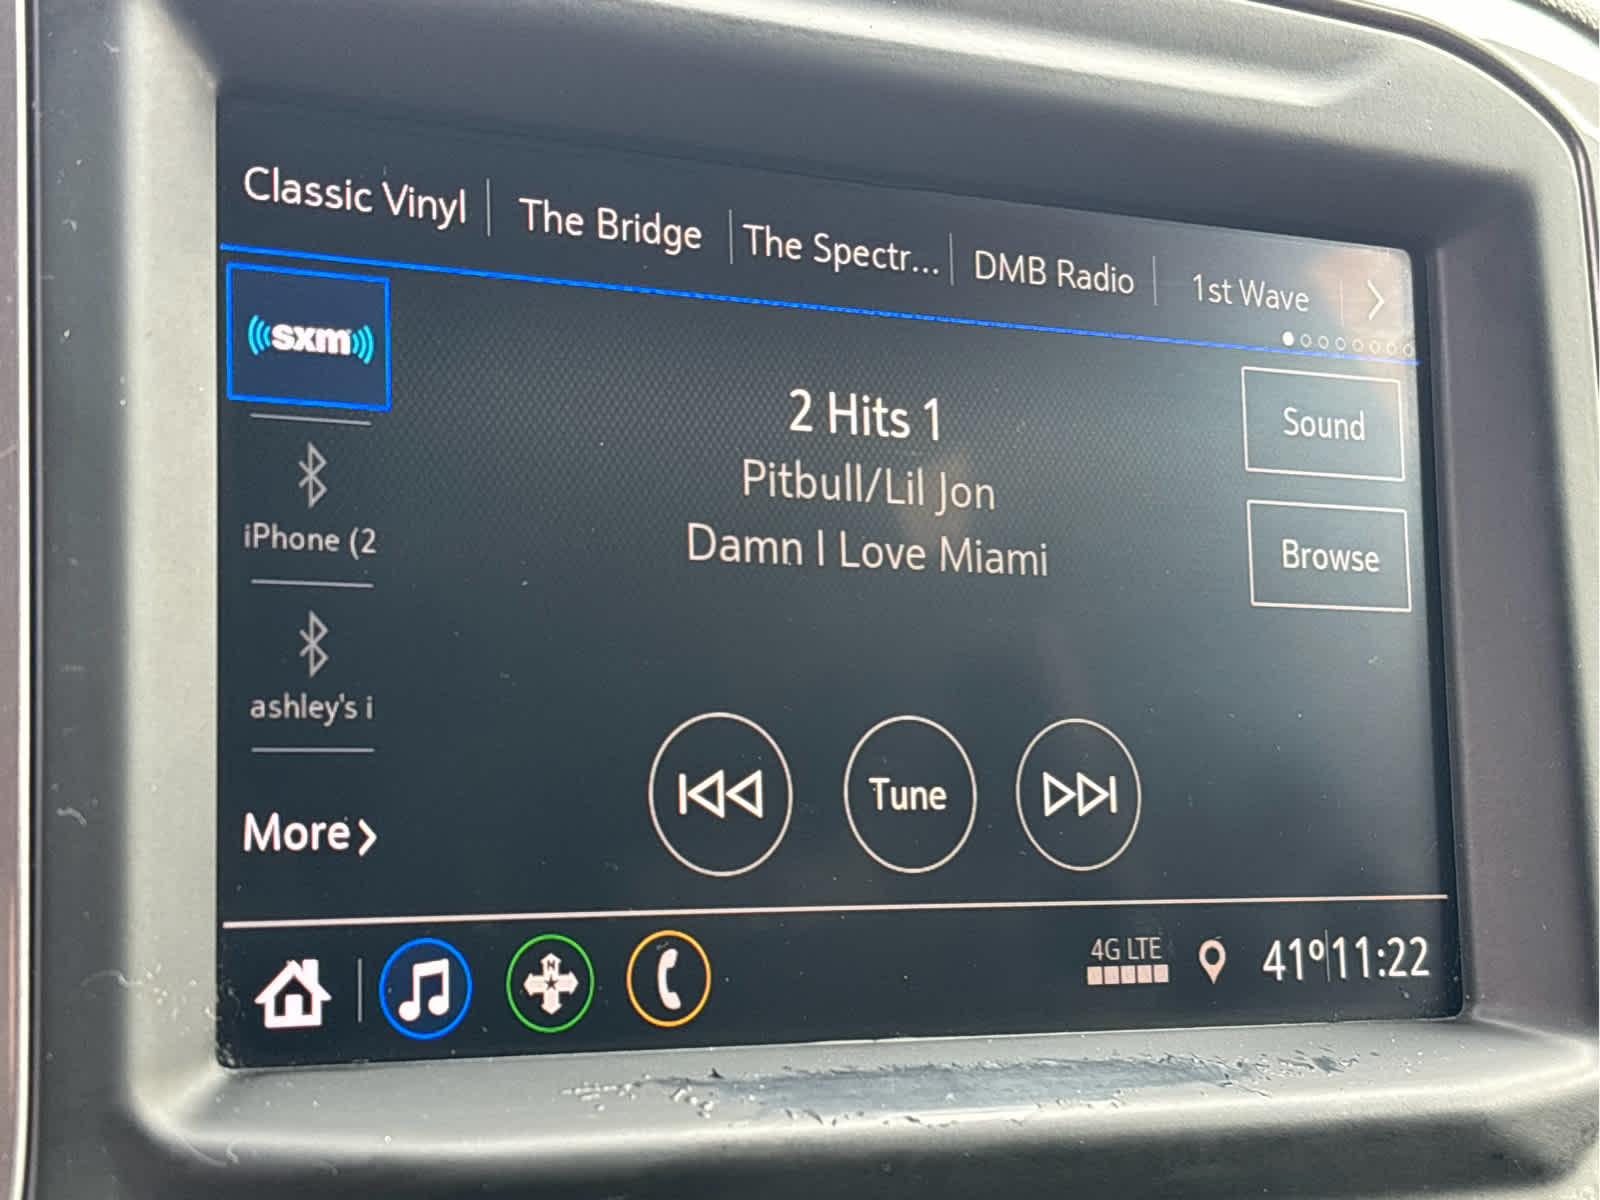 Classic Vinyl
The Bridge
The Spectr...
DMB Radio
1st Wave
sxm
2 Hits 1
Sound
Pitbull/Lil Jon
iPhone (2
Damn I Love Miami
Browse
ashley's i
Tune
More
N
4G LTE
41° 11:22